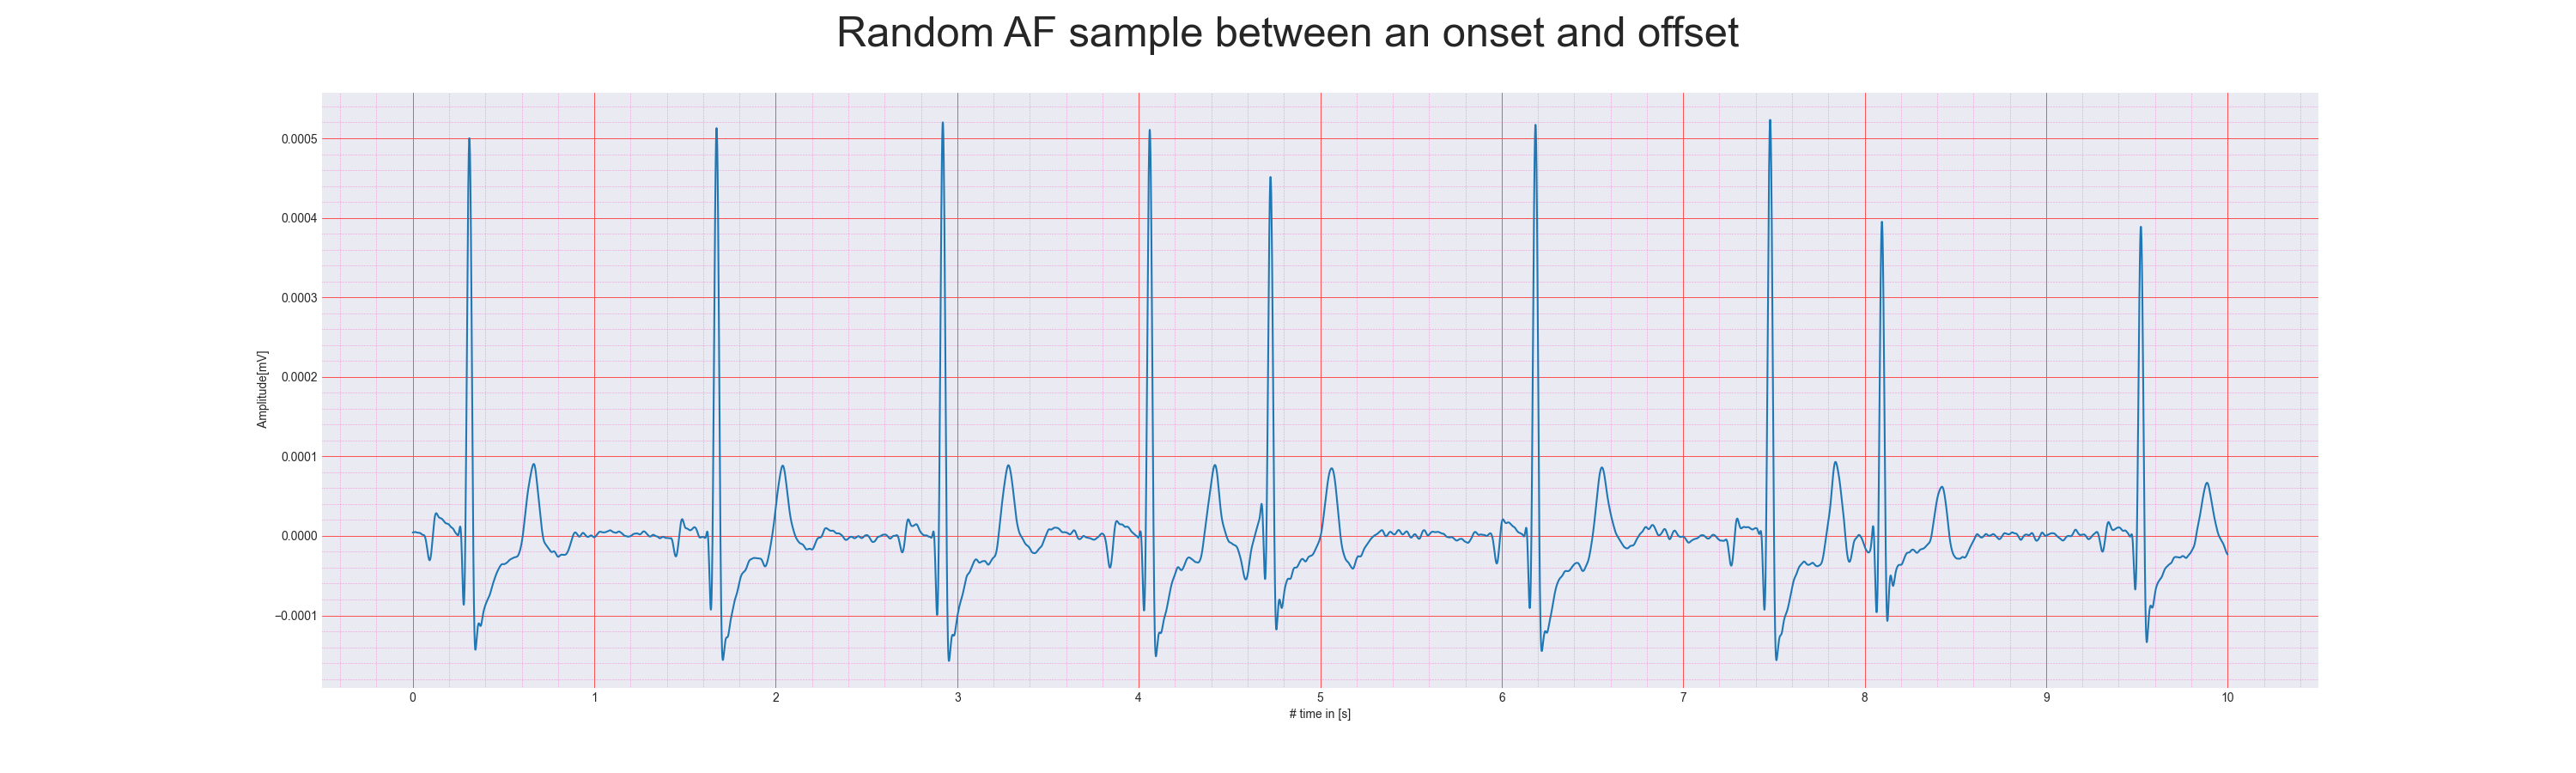 Random AF sample between an onset and offset
0.0005
0.0004
0.0003
0.0002
0.0001
0.0000
−0.0001
Amplitude[mV]
0 1 2 3 4 5 6 7 8 9 10
# time in [s]